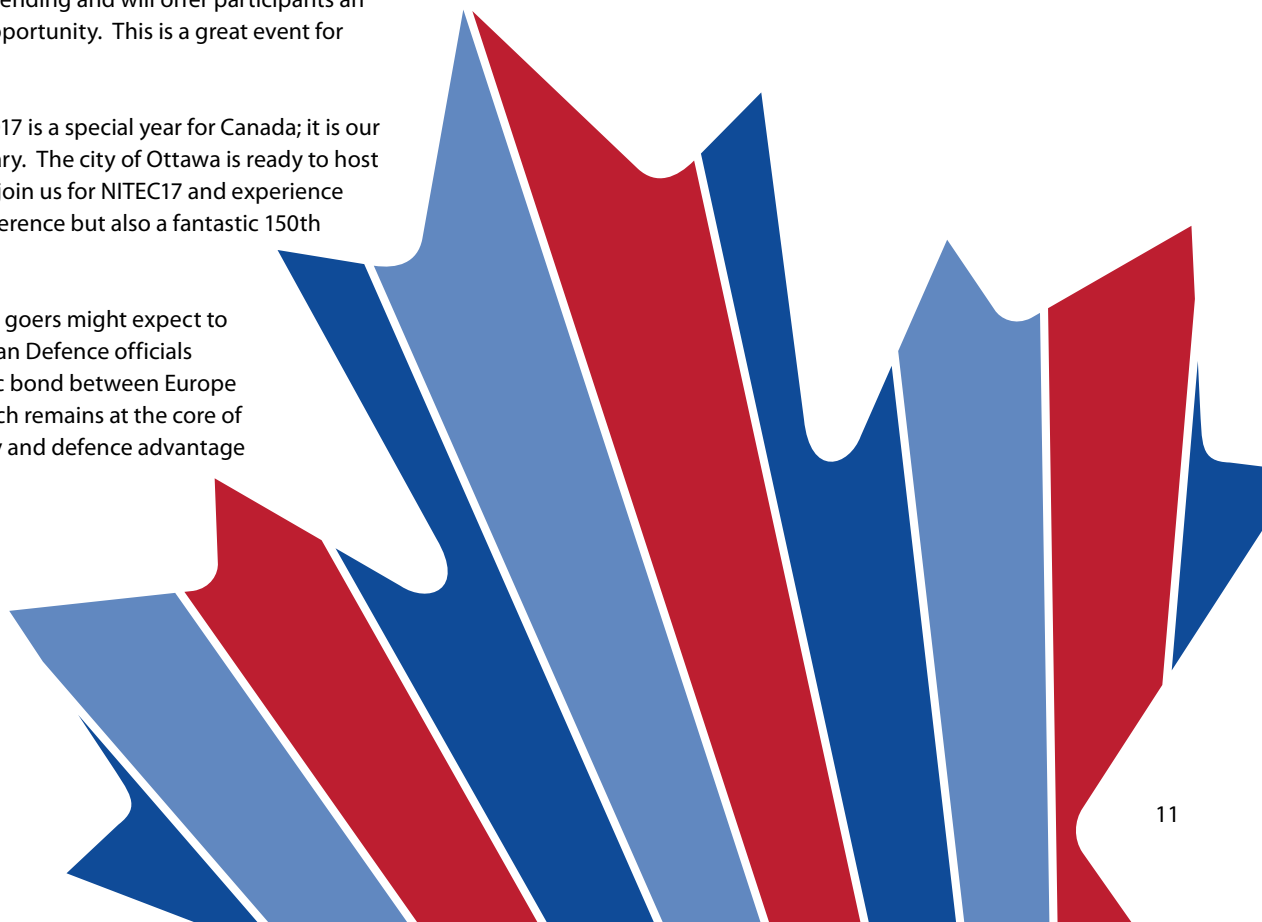 ending and will offer participants an
portunity. This is a great event for
17 is a special year for Canada; it is our
ary. The city of Ottawa is ready to host
join us for NITEC17 and experience
erence but also a fantastic 150th
goers might expect to
an Defence officials
c bond between Europe
ch remains at the core of
y and defence advantage
11